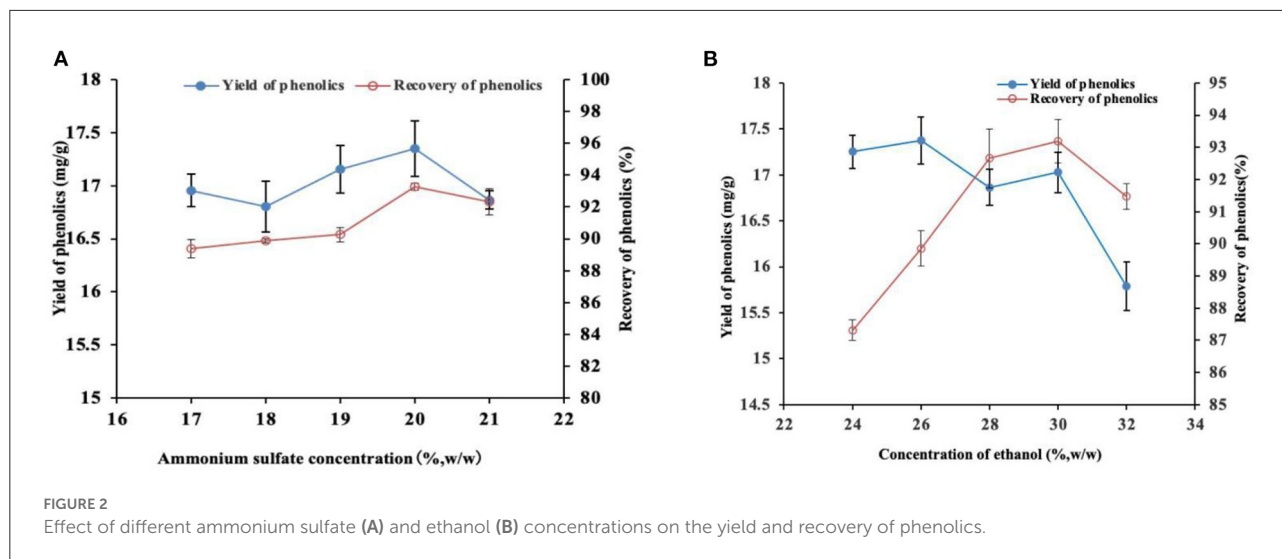 A
Yield of phenolics
Recovery of phenolics
Yield of phenolics (mg/g)
18
17.5
17
16.5
16
15.5
15
100
98
96
94
92
90
88
86
84
82
80
Recovery of phenolics (%)
16 17 18 19 20 21 22
Ammonium sulfate concentration (%,w/w)
B
Yield of phenolics
Recovery of phenolics
Yield of phenolics (mg/g)
18
17.5
17
16.5
16
15.5
15
14.5
95
94
93
92
91
90
89
88
87
86
85
Recovery of phenolics(%)
22 24 26 28 30 32 34
Concentration of ethanol (%,w/w)
FIGURE 2
Effect of different ammonium sulfate (A) and ethanol (B) concentrations on the yield and recovery of phenolics.